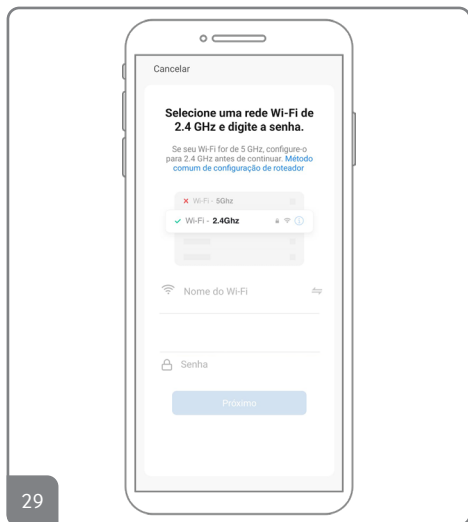 Cancelar
Selecione uma rede Wi-Fi de
2.4 GHz e digite a senha.
Se seu Wi-Fi for de 5 GHz, configure-o
para 2.4 GHz antes de continuar. Método
comum de configuração de roteador
Wi-Fi - 5Ghz
Wi-Fi - 2.4Ghz
Nome do Wi-Fi
Senha
Próximo
29